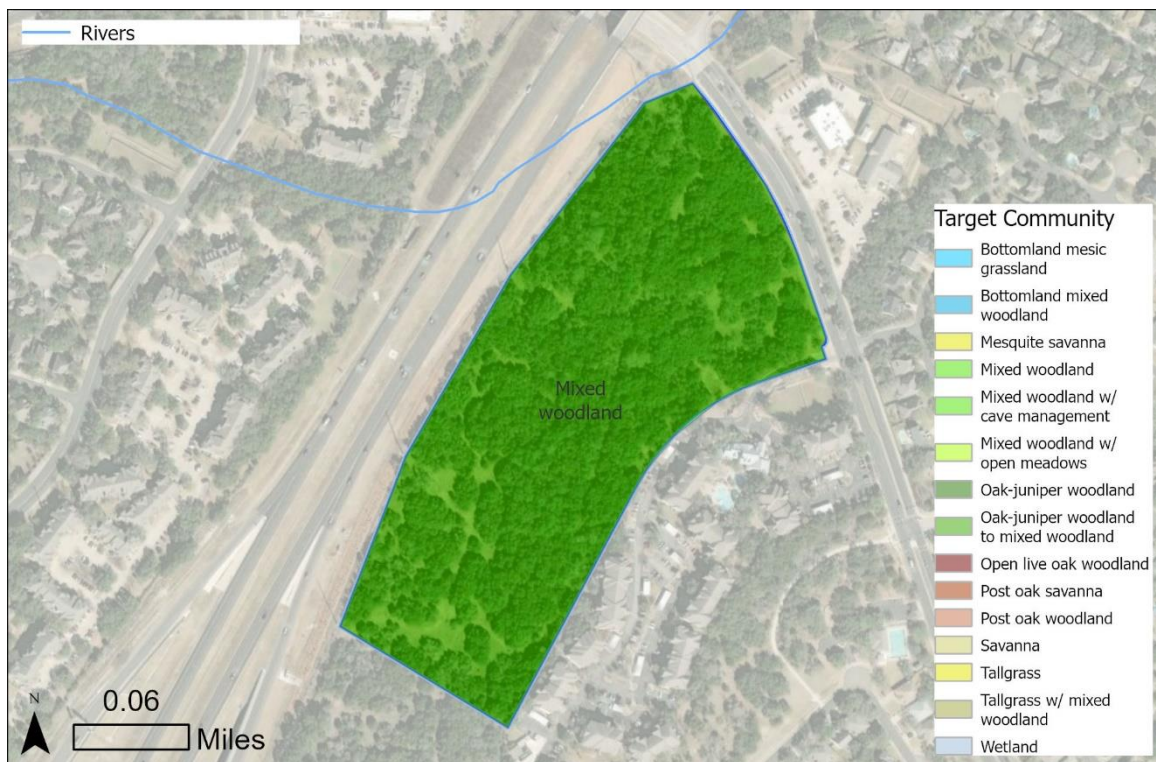 Rivers
Mixed
woodland
Target Community
Bottomland mesic
grassland
Bottomland mixed
woodland
Mesquite savanna
Mixed woodland
Mixed woodland w/
cave management
Mixed woodland w/
open meadows
Oak-juniper woodland
Oak-juniper woodland
to mixed woodland
Open live oak woodland
Post oak savanna
Post oak woodland
Savanna
Tallgrass
Tallgrass w/ mixed
woodland
Wetland
N
0.06
Miles